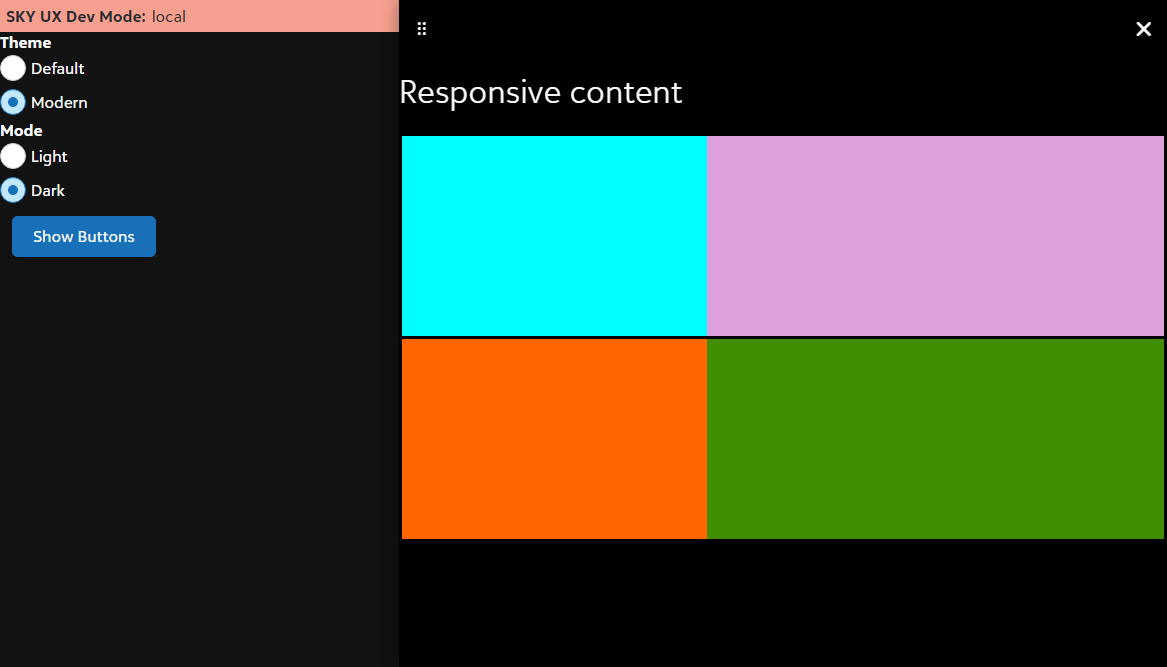 SKY UX Dev Mode: local
Theme
Default
Modern
Mode
Light
Dark
Show Buttons
Responsive content